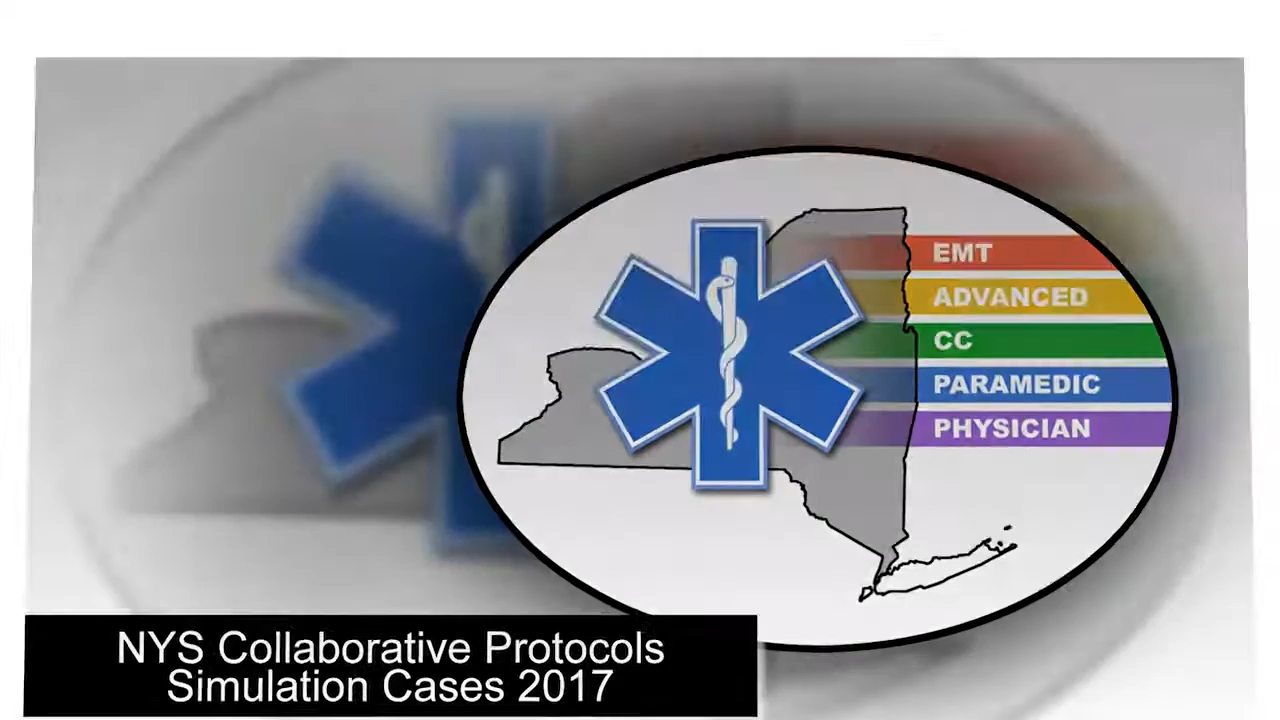 EMT
ADVANCED
CC
PARAMEDIC
PHYSICIAN
NYS Collaborative Protocols
Simulation Cases 2017